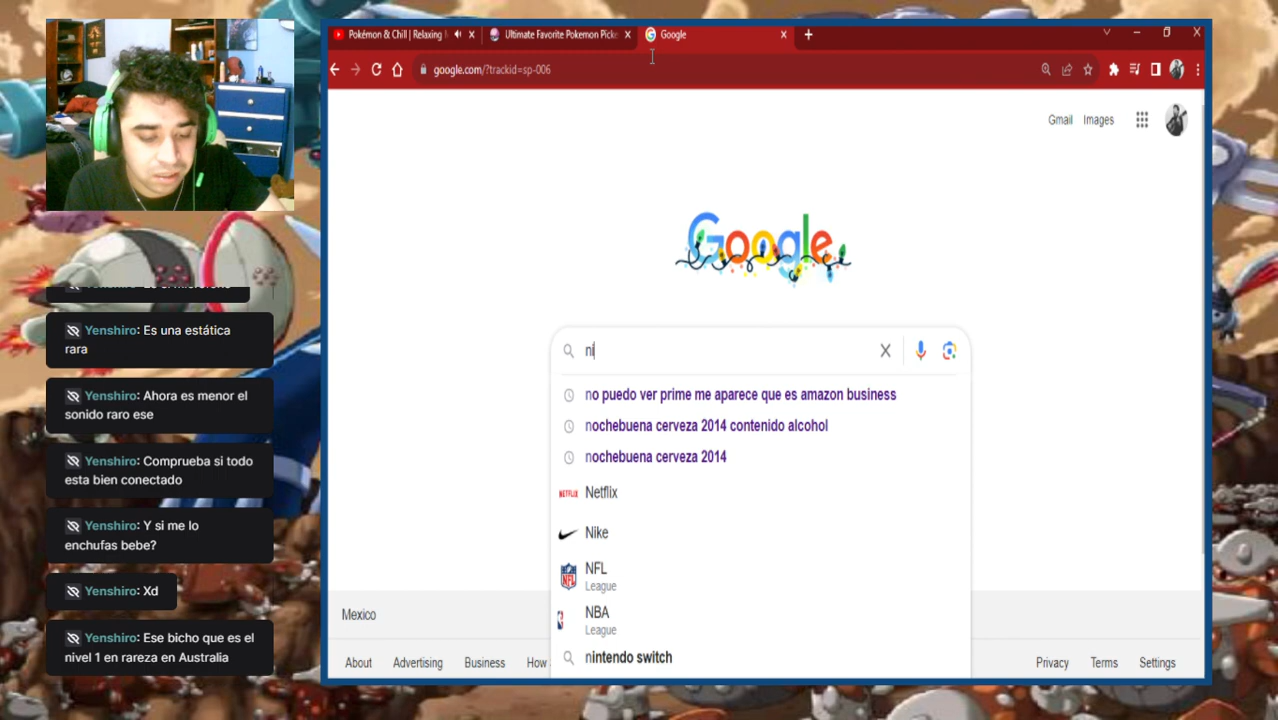 Pokémon & Chill | Relaxing
Ultimate Favorite Pokemon Picke
Google
google.com/?trackid=sp-006
Gmail Images
Google
ni
no puedo ver prime me aparece que es amazon business
nochebuena cerveza 2014 contenido alcohol
nochebuena cerveza 2014
NETFLIX Netflix
Nike
NFL
League
NBA
League
nintendo switch
Mexico
About Advertising Business How
Privacy Terms Settings
Yenshiro: Es una estática
rara
Yenshiro: Ahora es menor el
sonido raro ese
Yenshiro: Comprueba si todo
esta bien conectado
Yenshiro: Y si me lo
enchufas bebe?
Yenshiro: Xd
Yenshiro: Ese bicho que es el
nivel 1 en rareza en Australia